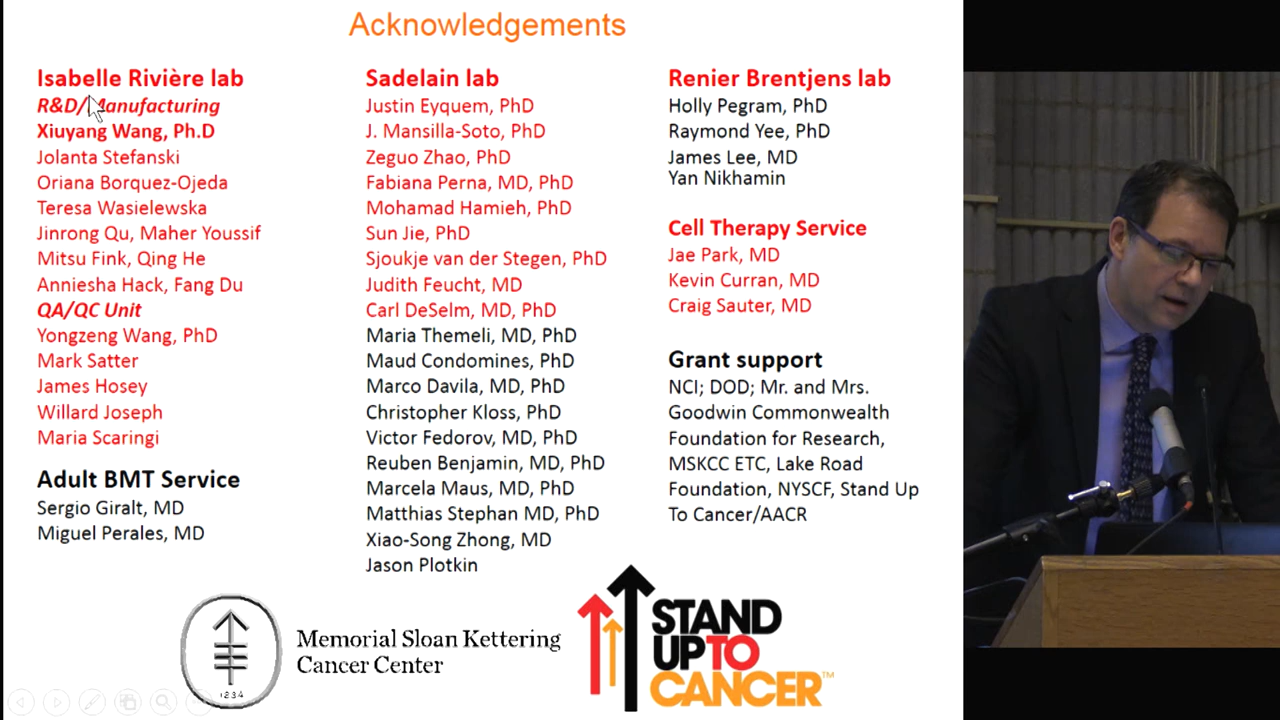 Acknowledgements
Isabelle Rivière lab
R&D/Manufacturing
Xiuyang Wang, Ph.D
Jolanta Stefanski
Oriana Borquez-Ojeda
Teresa Wasielewska
Jinrong Qu, Maher Youssif
Mitsu Fink, Qing He
Anniesha Hack, Fang Du
QA/QC Unit
Yongzeng Wang, PhD
Mark Satter
James Hosey
Willard Joseph
Maria Scaringi
Adult BMT Service
Sergio Giralt, MD
Miguel Perales, MD
Sadelain lab
Justin Eyquem, PhD
J. Mansilla-Soto, PhD
Zeguo Zhao, PhD
Fabiana Perna, MD, PhD
Mohamad Hamieh, PhD
Sun Jie, PhD
Sjoukje van der Stegen, PhD
Judith Feucht, MD
Carl DeSelm, MD, PhD
Maria Themeli, MD, PhD
Maud Condomines, PhD
Marco Davila, MD, PhD
Christopher Kloss, PhD
Victor Fedorov, MD, PhD
Reuben Benjamin, MD, PhD
Marcela Maus, MD, PhD
Matthias Stephan MD, PhD
Xiao-Song Zhong, MD
Jason Plotkin
Renier Brentjens lab
Holly Pegram, PhD
Raymond Yee, PhD
James Lee, MD
Yan Nikhamin
Cell Therapy Service
Jae Park, MD
Kevin Curran, MD
Craig Sauter, MD
Grant support
NCI; DOD; Mr. and Mrs.
Goodwin Commonwealth
Foundation for Research,
MSKCC ETC, Lake Road
Foundation, NYSCF, Stand Up
To Cancer/AACR
1234
Memorial Sloan Kettering
Cancer Center
STAND
UP TO
CANCER™